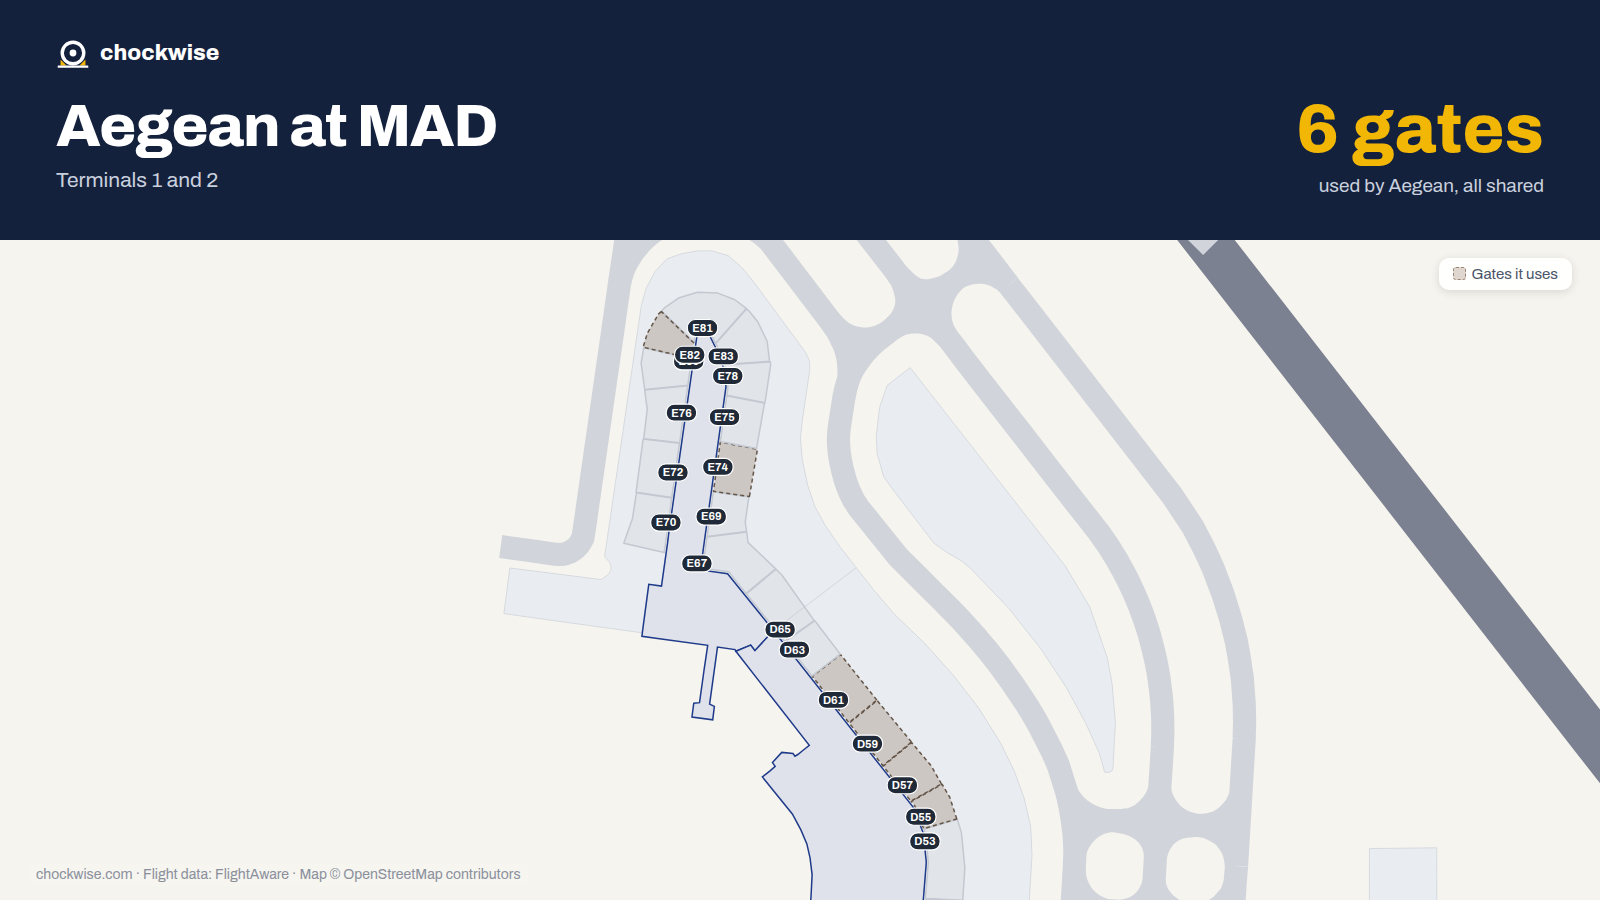 chockwise
Aegean at MAD
Terminals 1 and 2
6 gates
used by Aegean, all shared
Gates it uses
E81
E82
E83
E78
E76
E75
E74
E72
E70
E69
E67
D65
D63
D61
D59
D57
D55
D53
chockwise.com · Flight data: FlightAware · Map © OpenStreetMap contributors